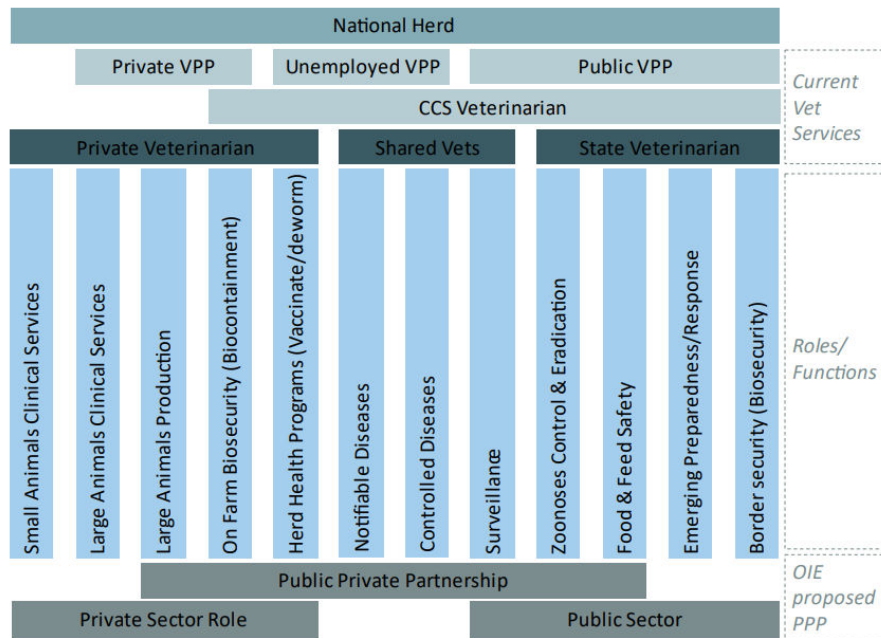 National Herd
Private VPP
Unemployed VPP
Public VPP
CCS Veterinarian
Private Veterinarian
Shared Vets
State Veterinarian
Current
Vet
Services
Small Animals Clinical Services
Large Animals Clinical Services
Large Animals Production
On Farm Biosecurity (Biocontainment)
Herd Health Programs (Vaccinate/deworm)
Notifiable Diseases
Controlled Diseases
Surveillance
Zoonoses Control & Eradication
Food & Feed Safety
Emerging Preparedness/Response
Border security (Biosecurity)
Roles/
Functions
Public Private Partnership
Private Sector Role
Public Sector
OIE
proposed
PPP